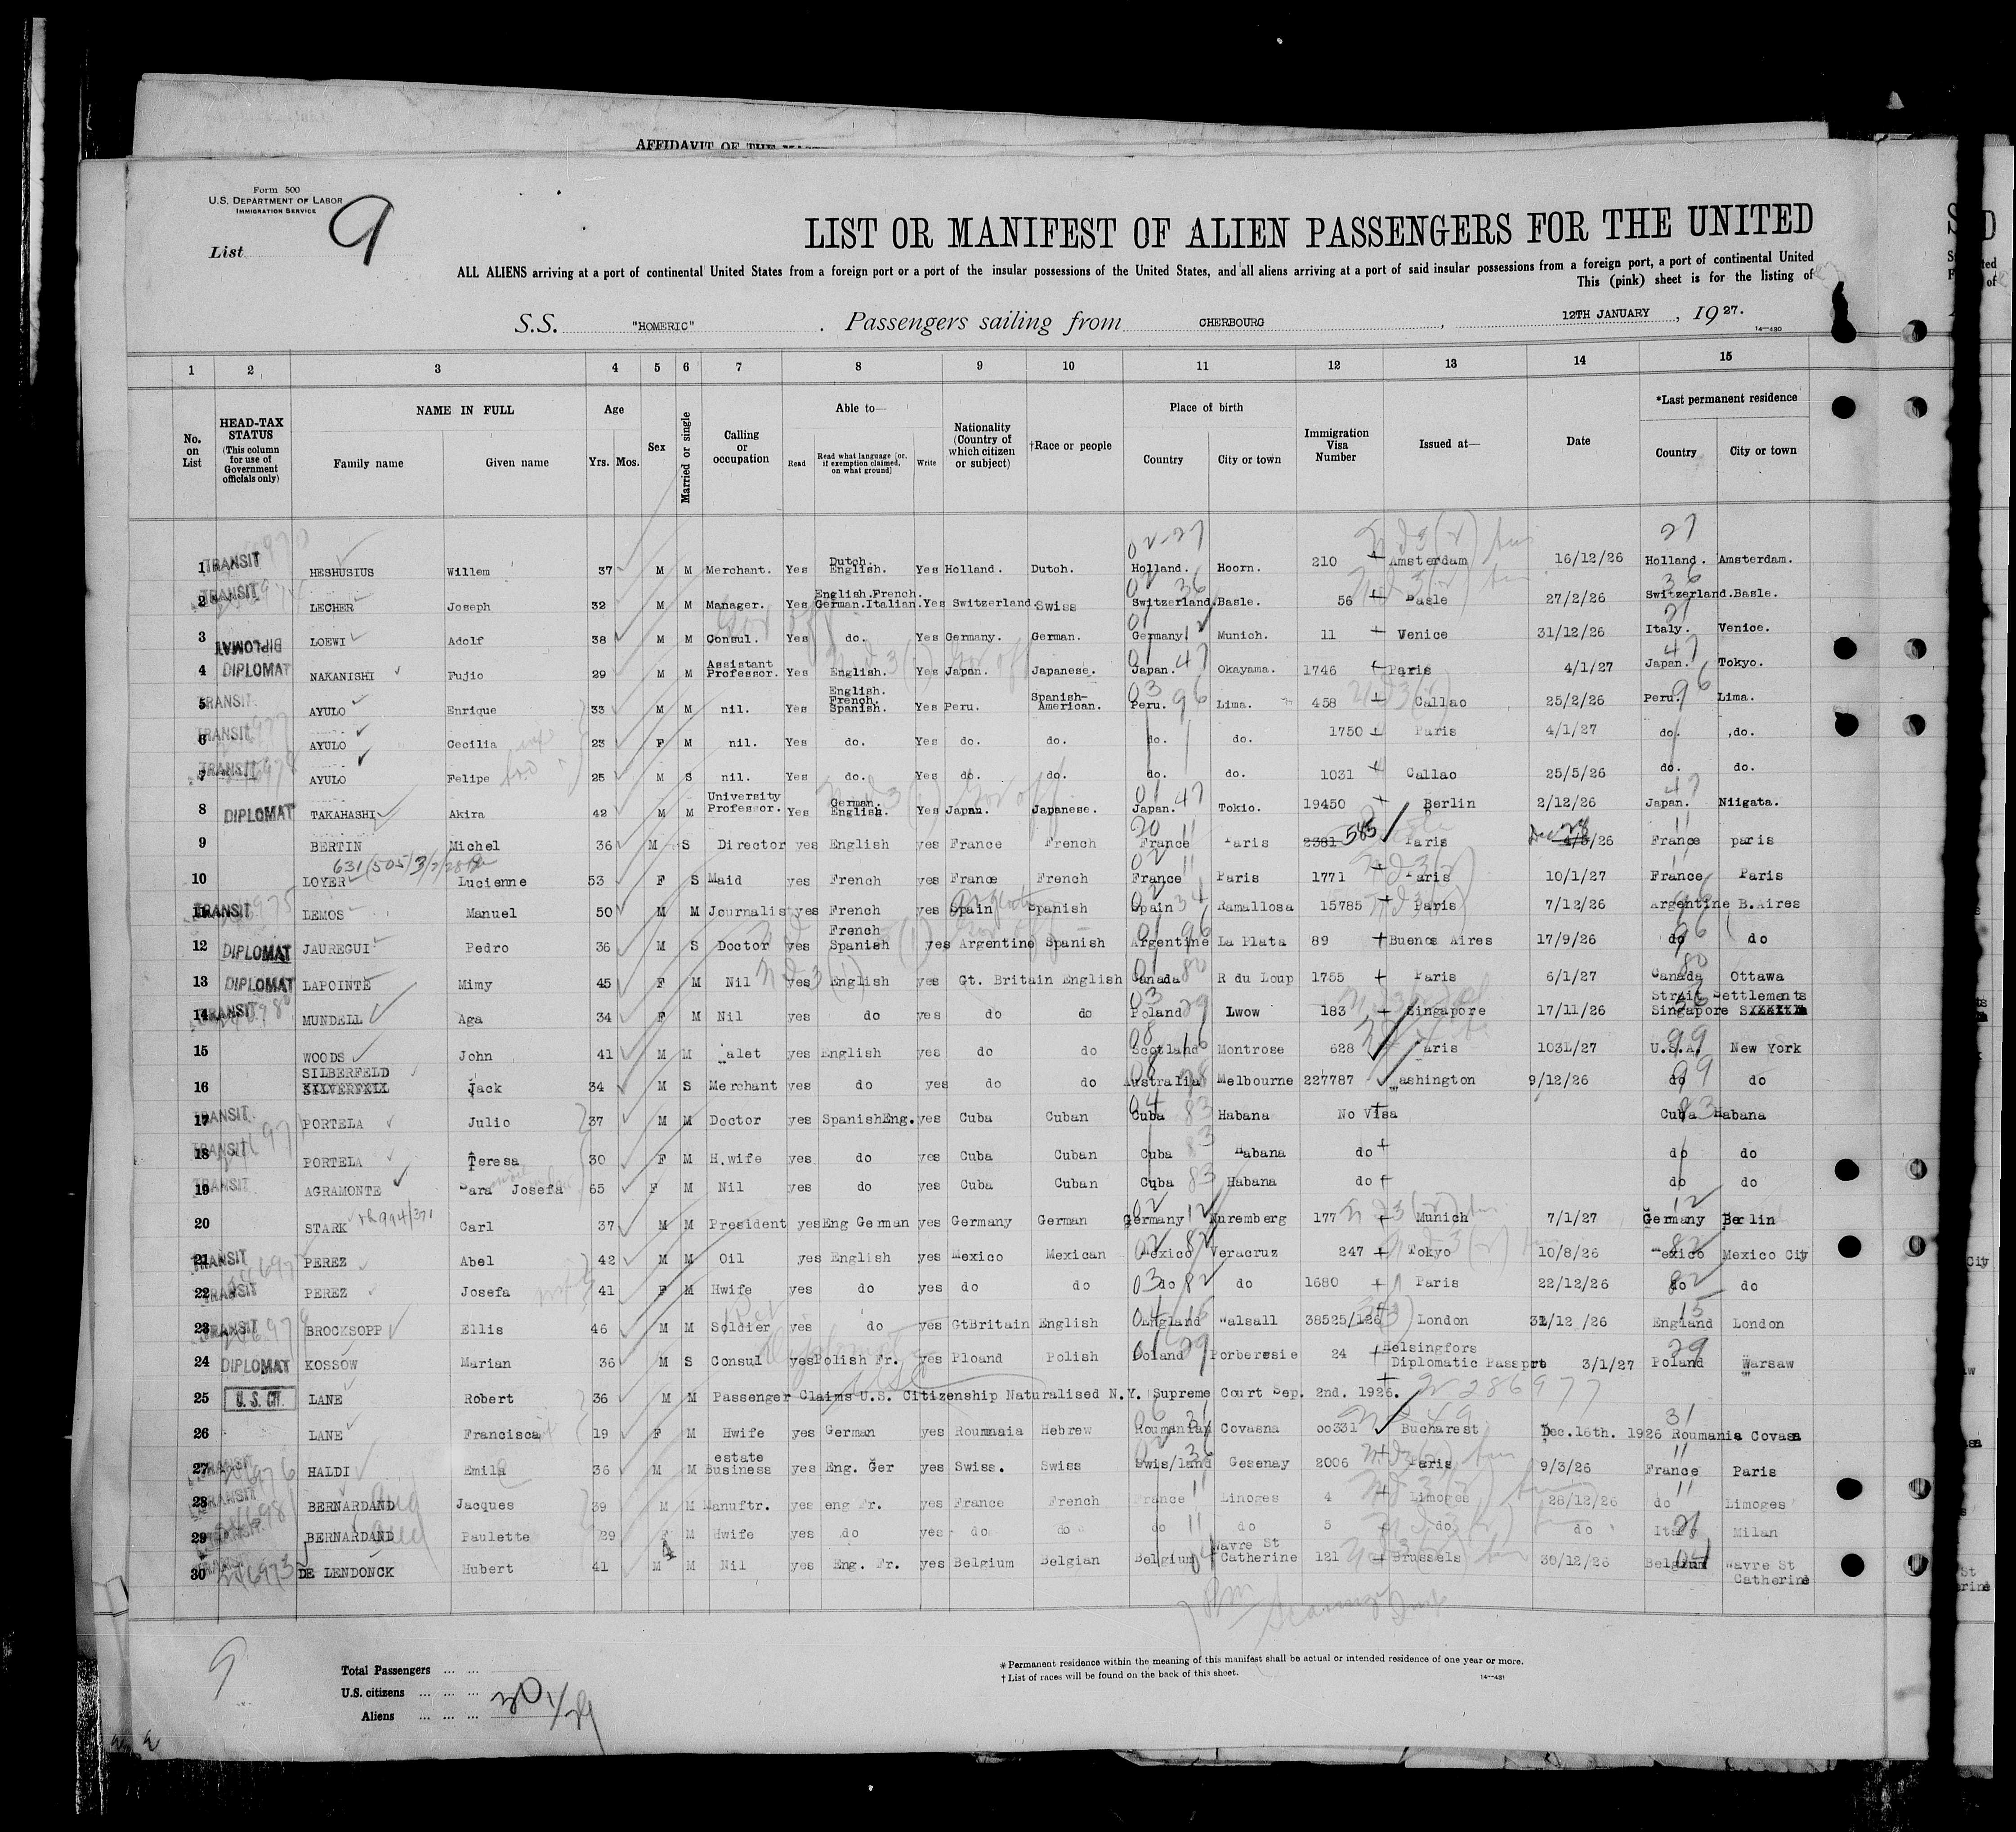 AFFIDAVIT OF THE
Form 500
U.S. DEPARTMENT OF LABOR
IMMIGRATION SERVICE
List 9
LIST OR MANIFEST OF ALIEN PASSENGERS FOR THE UNITED
ALL ALIENS arriving at a port of continental United States from a foreign port or a port of the insular possessions of the United States, and all aliens arriving at a port of said insular possessions from a foreign port, a port of continental United
This (pink) sheet is for the listing of
S.S. "HOMERIC" . Passengers sailing from CHERBOURG , 12TH JANUARY , 1927.
14-430
1 2 3 4 5 6 7 8 9 10 11 12 13 14 15
No. on List HEAD-TAX STATUS (This column for use of Government officials only) NAME IN FULL Family name Given name Age Yrs. Mos. Sex Married or single Calling or occupation Able to— Read Read what language [or, if exemption claimed, on what ground] Write Nationality (Country of which citizen or subject) †Race or people Place of birth Country City or town Immigration Visa Number Issued at— Date *Last permanent residence Country City or town
1 TRANSIT HESHUSIUS Willem 37 M M Merchant. Yes Dutch. English. Yes Holland. Dutch. Holland. Hoorn. 210 Amsterdam 16/12/26 Holland. Amsterdam.
2 TRANSIT LECHER Joseph 32 M M Manager. Yes English.French. German.Italian. Yes Switzerland Swiss Switzerland. Basle. 56 Basle 27/2/26 Switzerland. Basle.
3 DIPLOMAT LOEWI Adolf 38 M M Consul. Yes do. Yes Germany. German. Germany Munich. 11 Venice 31/12/26 Italy. Venice.
4 DIPLOMAT NAKANISHI Fujio 29 M M Assistant Professor. Yes English. Yes Japan. Japanese. Japan. Okayama. 1746 Paris 4/1/27 Japan. Tokyo.
5 TRANSIT AYULO Enrique 33 M M nil. Yes English. French. Spanish. Yes Peru. Spanish-American. Peru. Lima. 458 Callao 25/2/26 Peru. Lima.
6 TRANSIT AYULO Cecilia 23 F M nil. Yes do. Yes do. do. do. do. 1750 Paris 4/1/27 do. do.
7 TRANSIT AYULO Felipe 25 M S nil. Yes do. Yes do. do. do. do. 1031 Callao 25/5/26 do. do.
8 DIPLOMAT TAKAHASHI Akira 42 M M University Professor. Yes German. English. Yes Japan. Japanese. Japan. Tokio. 19450 Berlin 2/12/26 Japan. Niigata.
9 BERTIN Michel 36 M S Director yes English yes France French France Paris 2381 585 Paris Dec 28 4/5/26 France paris
631/505/3/2/28
10 LOYER Lucienne 53 F S Maid yes French yes France French France Paris 1771 Paris 10/1/27 France Paris
11 TRANSIT LEMOS Manuel 50 M M Journalist yes French yes Spain Spanish Spain Ramallosa 15785 Paris 7/12/26 Argentine B.Aires
12 DIPLOMAT JAUREGUI Pedro 36 M S Doctor yes French Spanish yes Argentine Spanish Argentine La Plata 89 Buenos Aires 17/9/26 do do
13 DIPLOMAT LAPOINTE Mimy 45 F M Nil yes English yes Gt. Britain English Canada R du Loup 1755 Paris 6/1/27 Canada Ottawa
14 TRANSIT MUNDELL Aga 34 F M Nil yes do yes do do Poland Lwow 183 Singapore 17/11/26 Strait Settlements Singapore
15 WOODS John 41 M M Valet yes English yes do do Scotland Montrose 628 Paris 103L/27 U.S.A. New York
16 SILBERFELD Jack 34 M S Merchant yes do yes do do Australia Melbourne 227787 Washington 9/12/26 do do
17 TRANSIT PORTELA Julio 37 M M Doctor yes SpanishEng. yes Cuba Cuban Cuba Habana No Visa Cuba Habana
18 TRANSIT PORTELA Teresa 30 F M H.wife yes do yes Cuba Cuban Cuba Habana do do do
19 TRANSIT AGRAMONTE Sara Josefa 65 F M Nil yes do yes Cuba Cuban Cuba Habana do do do
20 STARK Carl 37 M M President yes Eng German yes Germany German Germany Nuremberg 177 Munich 7/1/27 Germany Berlin
21 TRANSIT PEREZ Abel 42 M M Oil yes English yes Mexico Mexican Mexico Veracruz 247 Tokyo 10/8/26 Mexico Mexico City
22 TRANSIT PEREZ Josefa 41 F M Hwife yes do yes do do do do 1680 Paris 22/12/26 do do
23 TRANSIT BROCKSOPP Ellis 46 M M Soldier yes do yes GtBritain English England Walsall 38525/126 London 31/12/26 England London
24 DIPLOMAT KOSSOW Marian 36 M S Consul yes Polish Fr. yes Ploand Polish Poland Porberesie 24 Helsingfors Diplomatic Passprt 3/1/27 Poland Warsaw
25 U.S. CIT. LANE Robert 36 M M Passenger Claims U.S. Citizenship Naturalised N.Y. Supreme Court Sep. 2nd. 1926.
26 LANE Francisca 19 F M Hwife yes German yes Roumnaia Hebrew Roumanian Covasna oo331 Bucharest Dec.16th. 1926 Roumania Covasa
27 TRANSIT HALDI Emila 36 M M estate Business yes Eng. Ger yes Swiss. Swiss Swis/land Gesenay 2006 Paris 9/3/26 France Paris
28 TRANSIT BERNARDAND Jacques 39 M M Manuftr. yes eng Fr. yes France French France Linoges 4 Limoges 28/12/26 do Limoges
29 BERNARDAND Paulette 29 F M Hwife yes do yes do do do do 5 do do Italy Milan
30 DE LENDONCK Hubert 41 M M Nil yes Eng. Fr. yes Belgium Belgian Belgium Wavre St Catherine 121 Brussels 30/12/26 Belgium Wavre St Catherine
9
Total Passengers ... ...
U.S. citizens ... ... ...
Aliens ... ... ...
30 1/29
*Permanent residence within the meaning of this manifest shall be actual or intended residence of one year or more.
†List of races will be found on the back of this sheet.
14-431